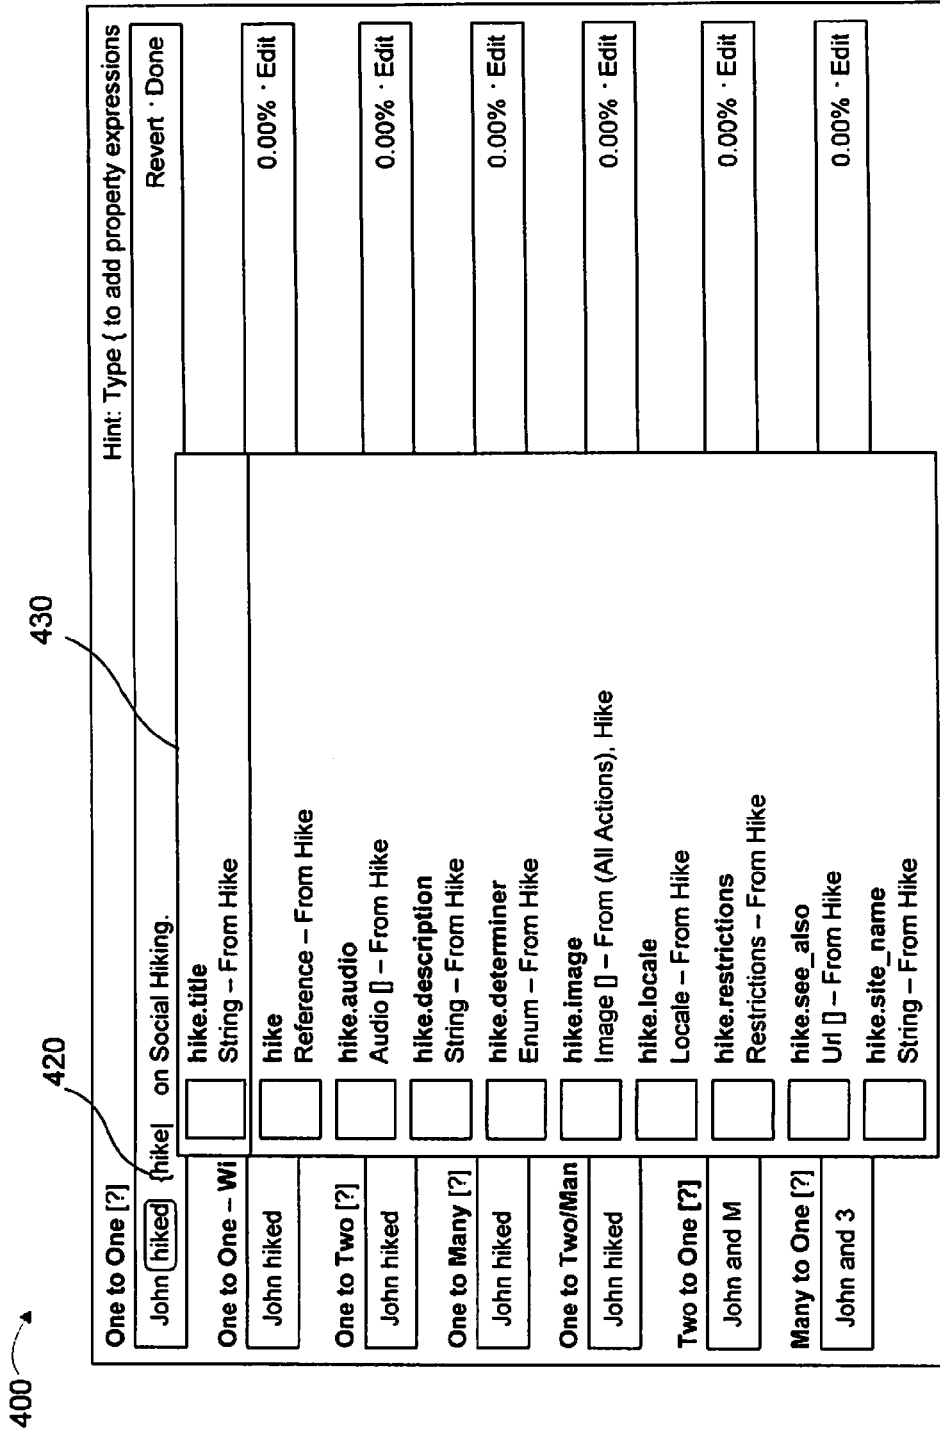 400
420
430
Hint: Type { to add property expressions
One to One [?]
John hiked {hike| on Social Hiking.
Revert · Done
hike.title
String – From Hike
One to One – Wi
John hiked
0.00% · Edit
hike
Reference – From Hike
One to Two [?]
John hiked
0.00% · Edit
hike.audio
Audio [] – From Hike
hike.description
String – From Hike
One to Many [?]
John hiked
0.00% · Edit
hike.determiner
Enum – From Hike
One to Two/Man
John hiked
0.00% · Edit
hike.image
Image [] – From (All Actions), Hike
hike.locale
Locale – From Hike
Two to One [?]
John and M
0.00% · Edit
hike.restrictions
Restrictions – From Hike
Many to One [?]
John and 3
0.00% · Edit
hike.see_also
Url [] – From Hike
hike.site_name
String – From Hike